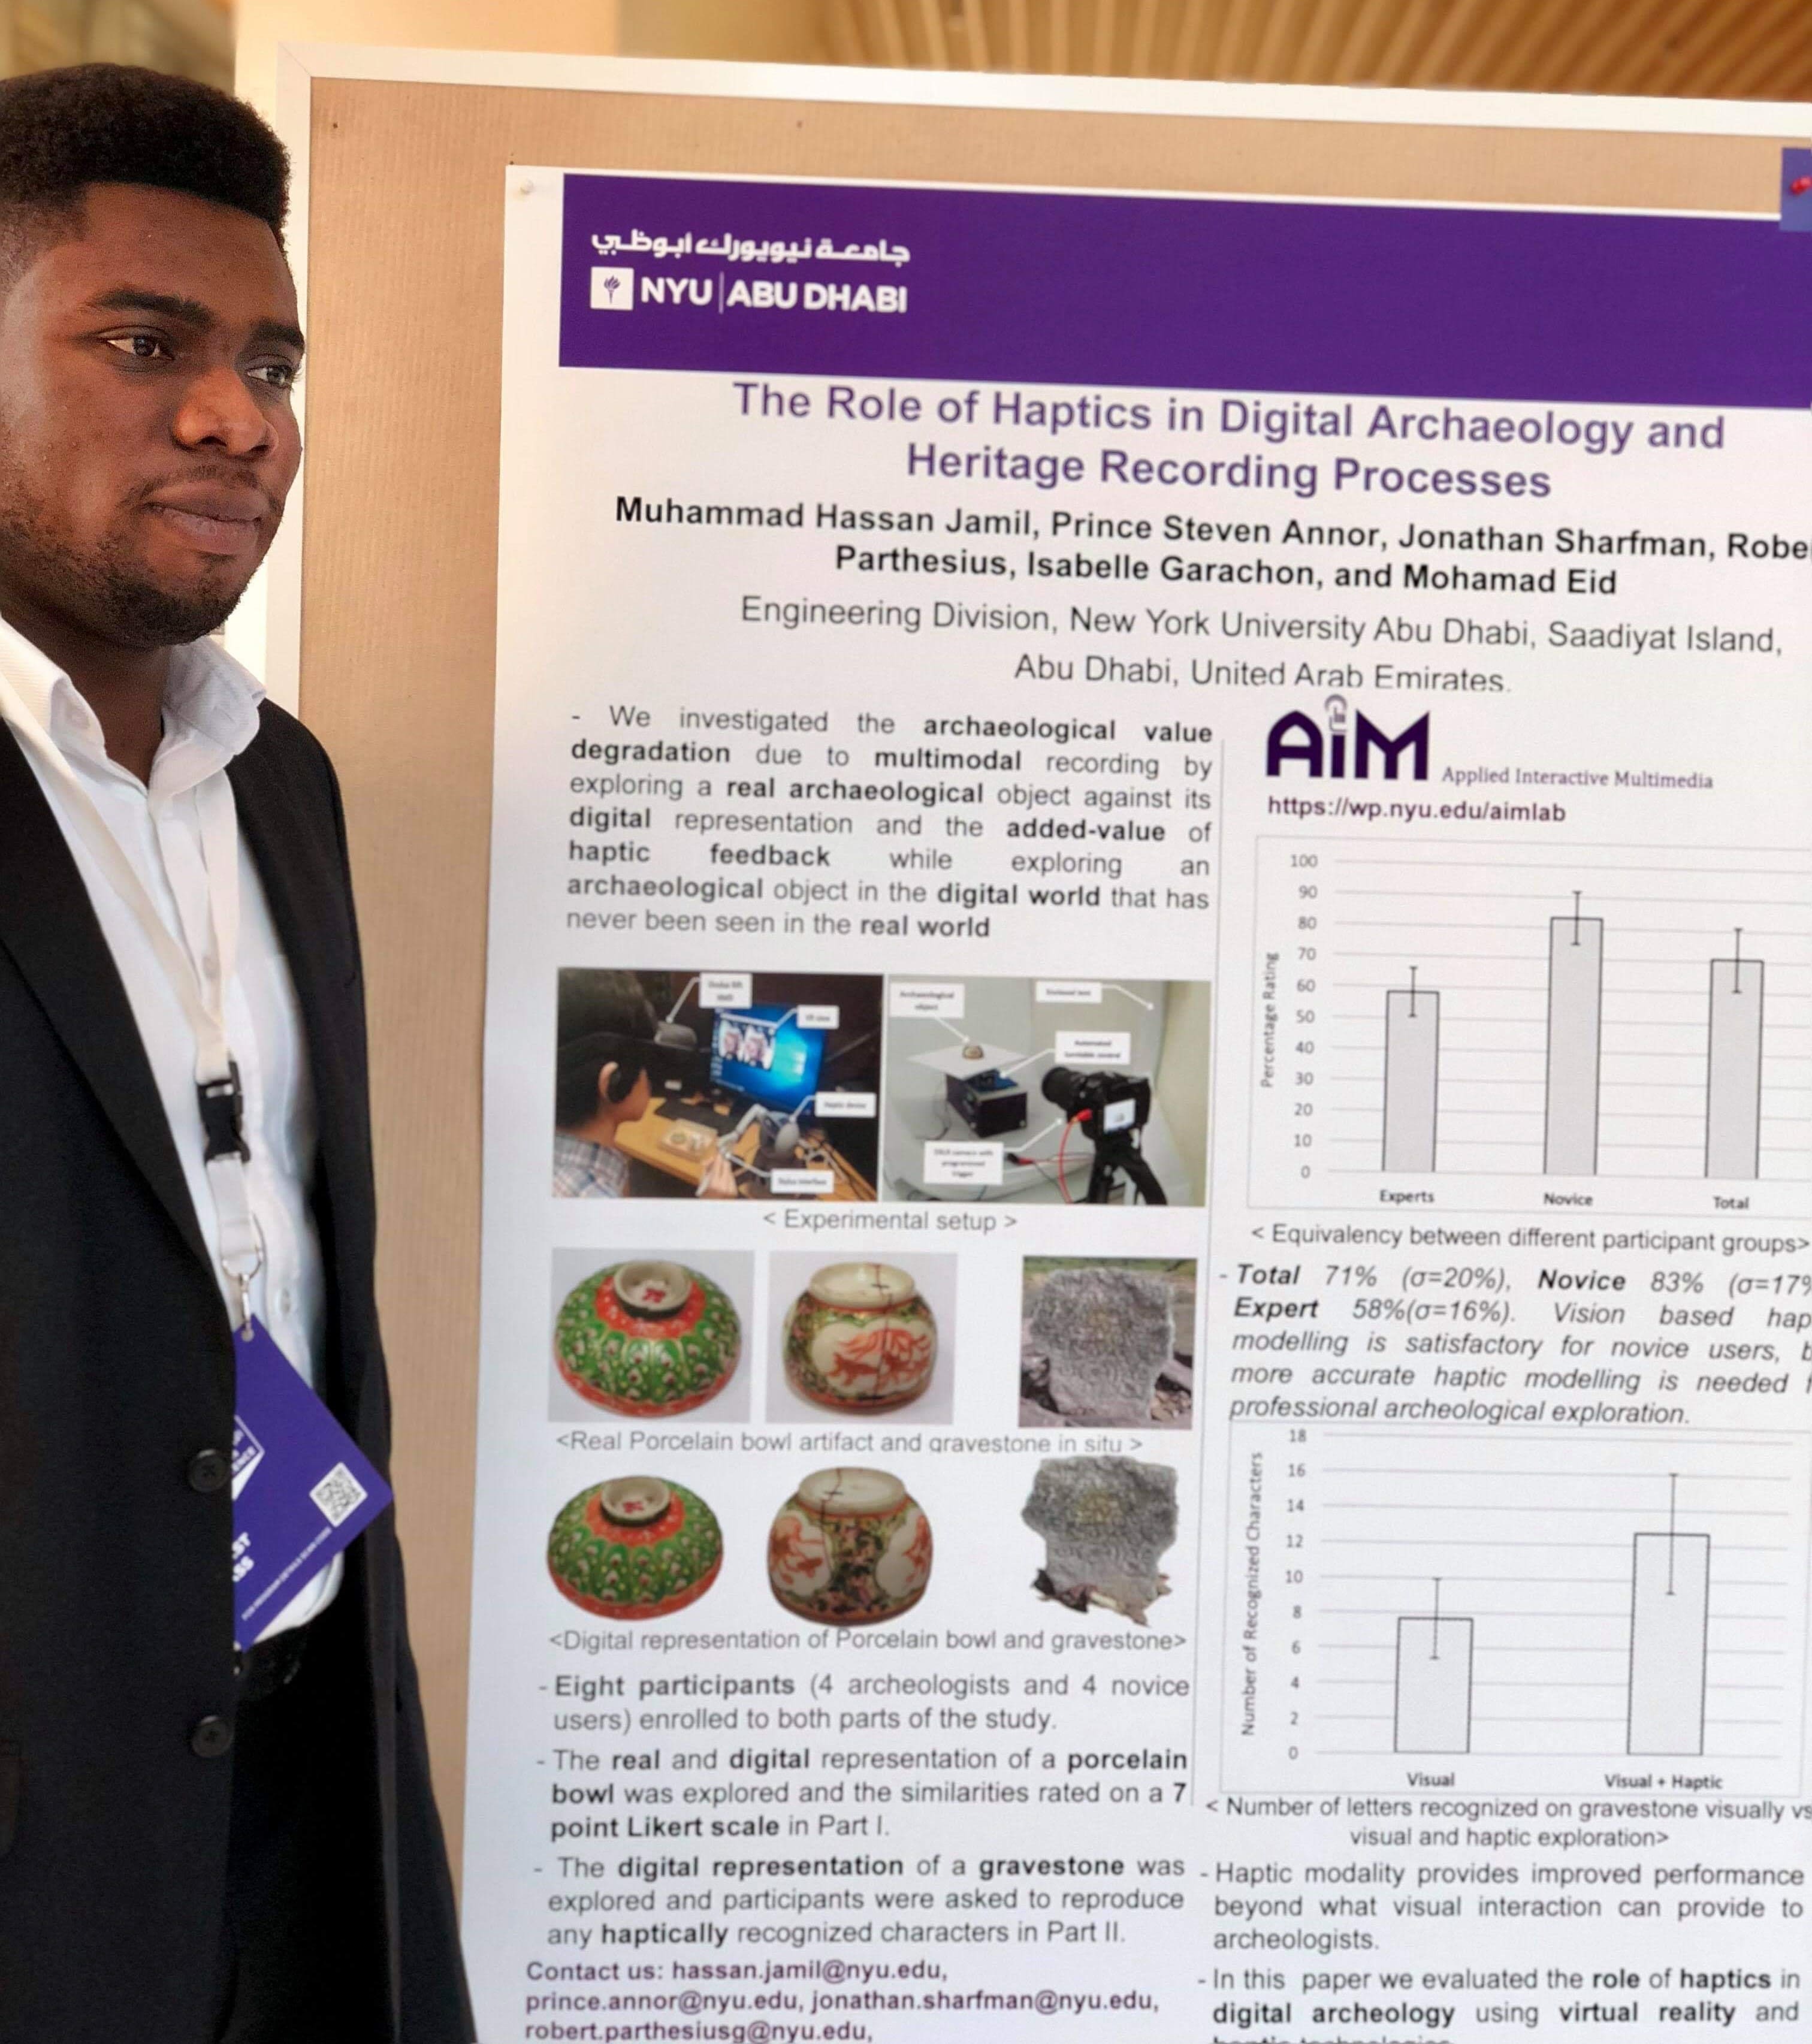 جامعة نيويورك أبوظبي
NYU | ABU DHABI
The Role of Haptics in Digital Archaeology and
Heritage Recording Processes
Muhammad Hassan Jamil, Prince Steven Annor, Jonathan Sharfman,
Parthesius, Isabelle Garachon, and Mohamad Eid
Engineering Division, New York University Abu Dhabi, Saadiyat Island,
Abu Dhabi, United Arab Emirates.
- We investigated the archaeological value
degradation due to multimodal recording by
exploring a real archaeological object against its
digital representation and the added-value of
haptic feedback while exploring an
archaeological object in the digital world that has
never been seen in the real world
Archaeological
object
Haptic device
Stylus interface
< Experimental setup >
<Real Porcelain bowl artifact and gravestone in situ >
<Digital representation of Porcelain bowl and gravestone>
- Eight participants (4 archeologists and 4 novice
users) enrolled to both parts of the study.
- The real and digital representation of a porcelain
bowl was explored and the similarities rated on a 7
point Likert scale in Part I.
- The digital representation of a gravestone was
explored and participants were asked to reproduce
any haptically recognized characters in Part II.
Contact us: hassan.jamil@nyu.edu,
prince.annor@nyu.edu, jonathan.sharfman@nyu.edu,
robert.parthesiusg@nyu.edu,
AiM Applied Interactive Multimedia
https://wp.nyu.edu/aimlab
100
90
80
70
60
50
40
30
20
10
0
Percentage Rating
Experts Novice Total
< Equivalency between different participant groups>
- Total 71% (σ=20%), Novice 83% (σ=17%
Expert 58%(σ=16%). Vision based
modelling is satisfactory for novice users,
more accurate haptic modelling is needed
professional archeological exploration.
18
16
14
12
10
8
6
4
2
0
Number of Recognized Characters
Visual Visual + Haptic
< Number of letters recognized on gravestone visually vs
visual and haptic exploration>
- Haptic modality provides improved performance
beyond what visual interaction can provide to
archeologists.
- In this paper we evaluated the role of haptics in
digital archeology using virtual reality and